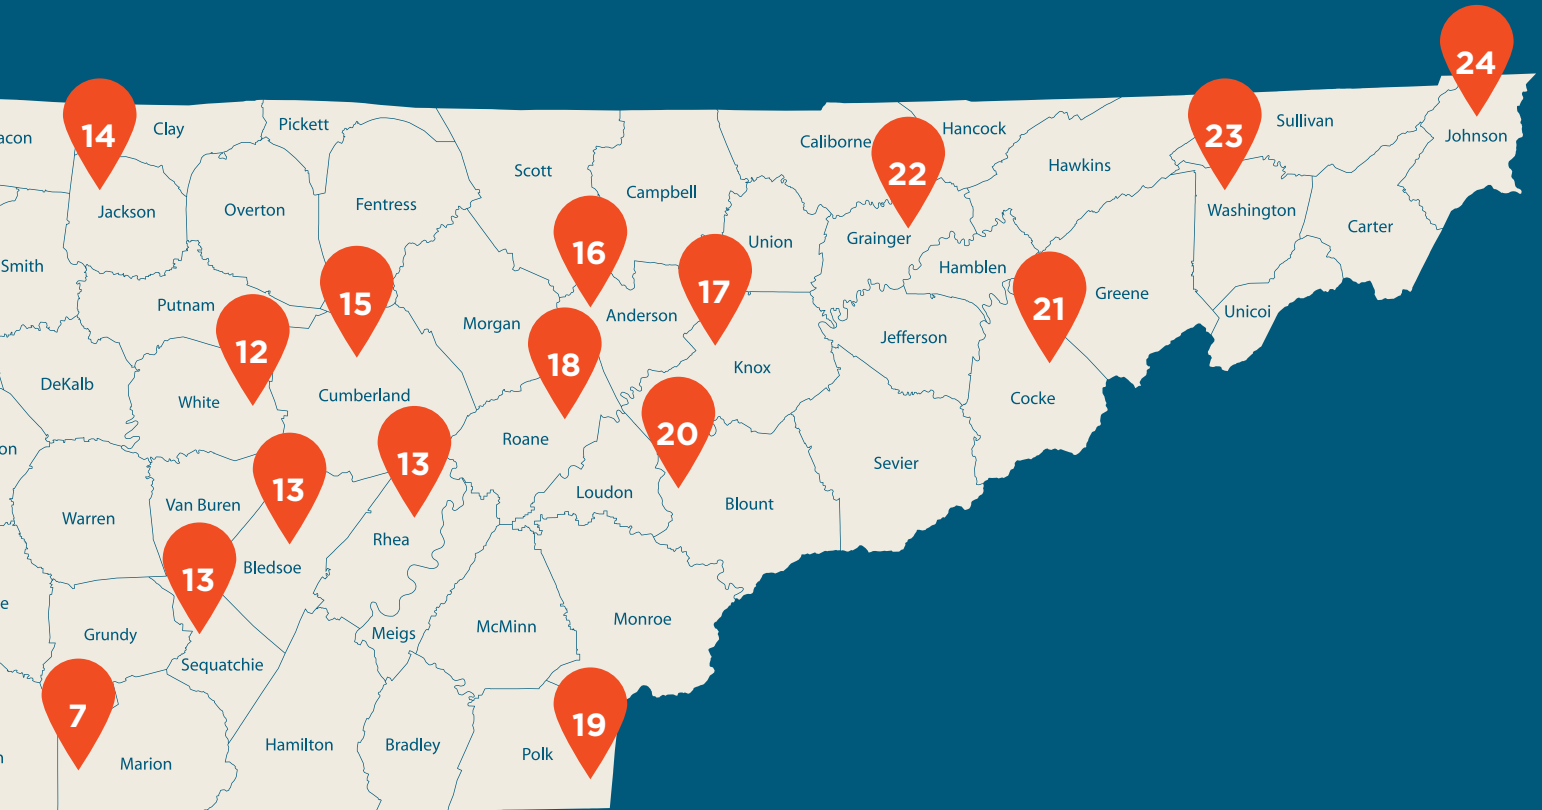 24
14
Clay
Pickett
acon
Caliborne
Hancock
23
Sullivan
Johnson
Scott
22
Hawkins
Campbell
Jackson
Overton
Fentress
Washington
Carter
Smith
16
Union
Grainger
Hamblen
15
17
21
Greene
Putnam
Morgan
Anderson
Unicoi
12
18
Jefferson
Knox
DeKalb
White
Cumberland
Cocke
on
13
Roane
20
Sevier
13
Loudon
Blount
Van Buren
Warren
Rhea
13
Bledsoe
e
Grundy
Meigs
McMinn
Monroe
Sequatchie
7
19
Hamilton
Bradley
Polk
Marion